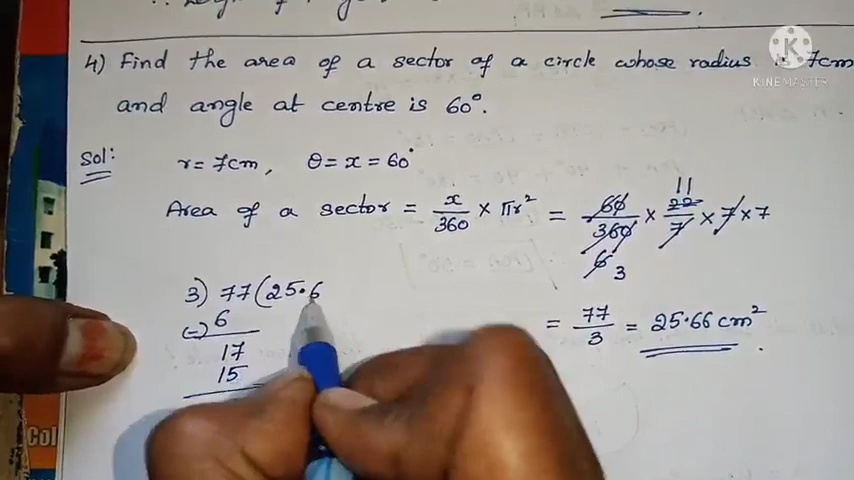 4) Find the area of a sector of a circle whose radius is 7cm
and angle at centre is 60°.
KINEMASTER
Sol:
r = 7cm, θ = x = 60°
Area of a sector = x/360 × πr² = 60/360 × 22/7 × 7 × 7
11
6 3
3) 77 (25.6
(-) 6
17
15
= 77/3 = 25.66 cm²
Col